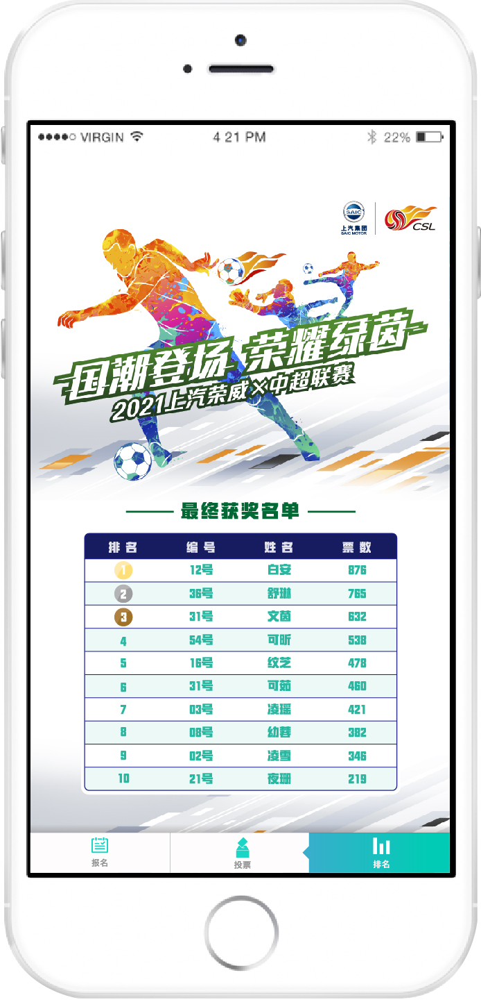 VIRGIN 4 21 PM 22%
SAIC
上汽集团
SAIC MOTOR
CSL
国潮登场 荣耀绿茵
2021上汽荣威×中超联赛
最终获奖名单
排名 编号 姓名 票数
1 12号 白安 876
2 36号 舒琳 765
3 31号 文茵 632
4 54号 可昕 538
5 16号 纹芝 478
6 31号 可茹 460
7 03号 凌瑶 421
8 08号 幼蓉 382
9 02号 凌雪 346
10 21号 夜珊 219
报名 投票 排名